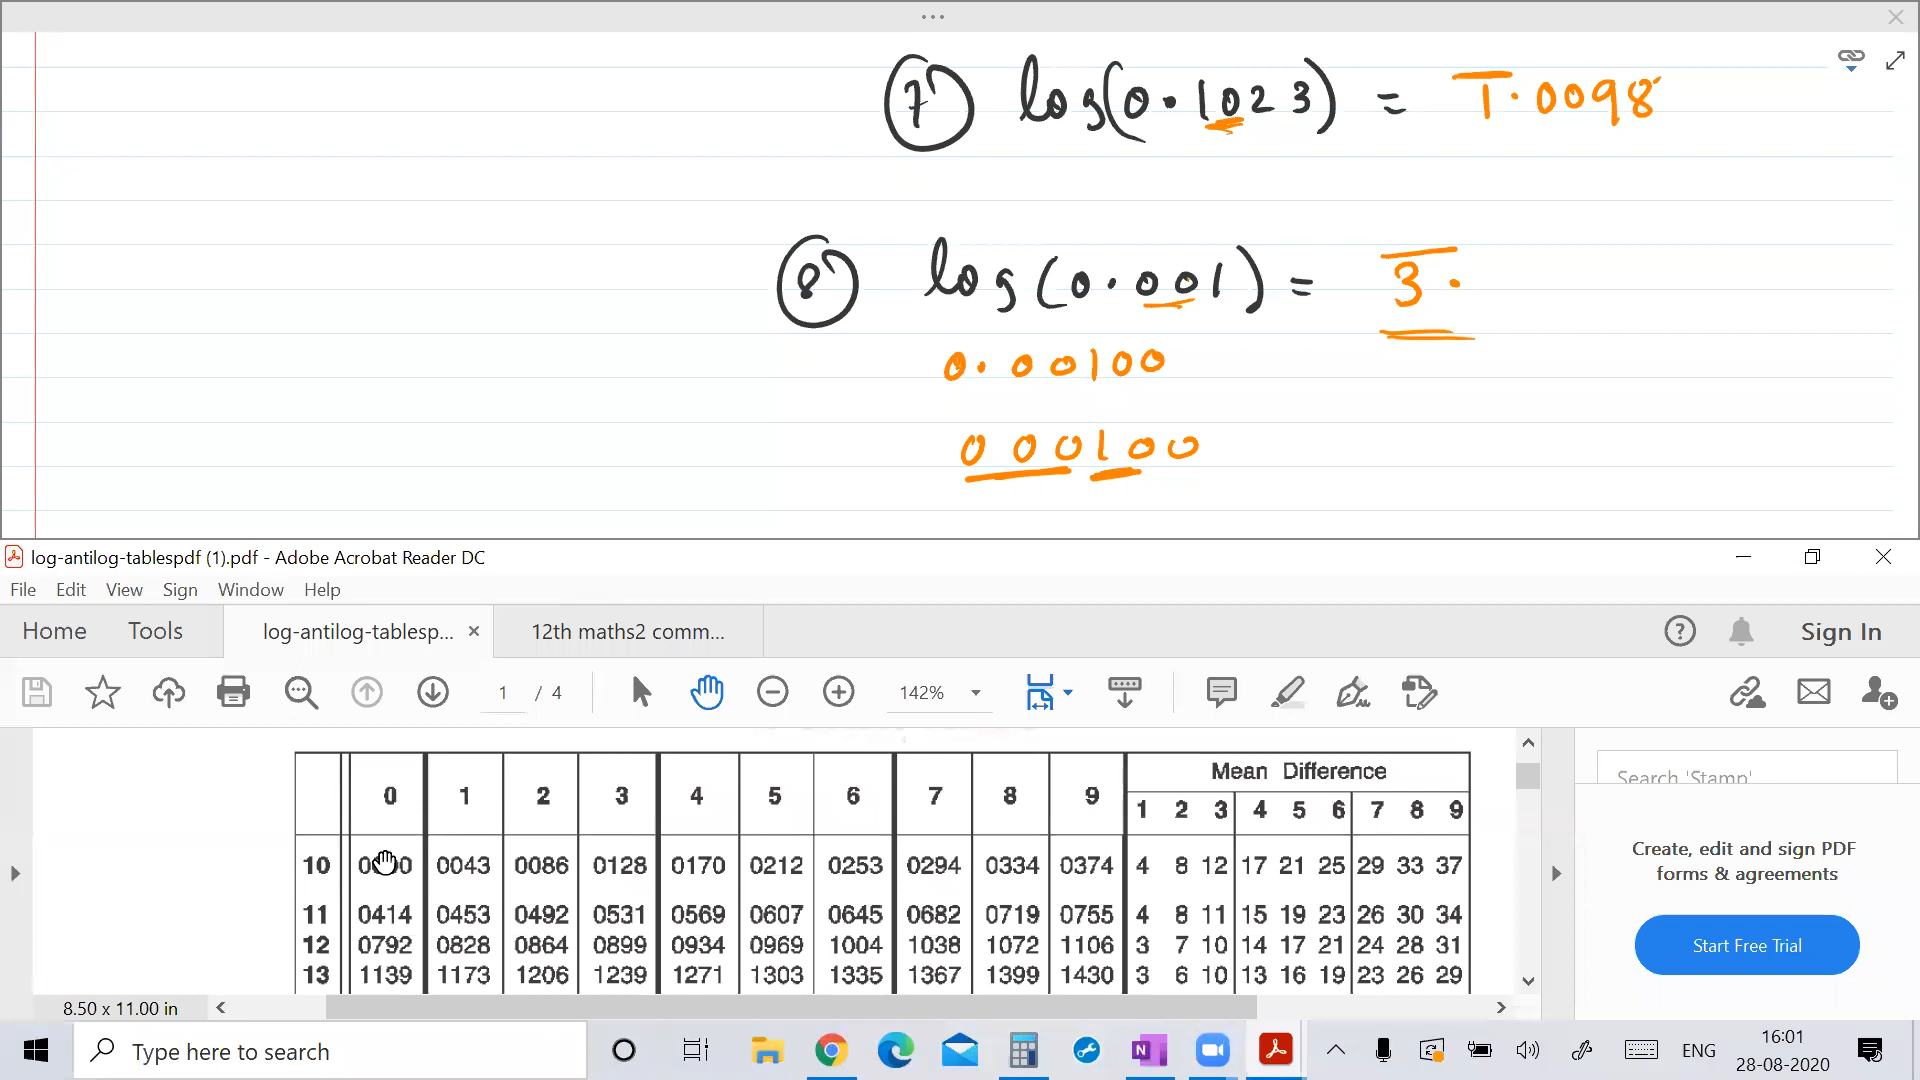 7 log(0.1023) = 1̅.0098
8 log(0.001) = 3̅.
0.00100
000100
log-antilog-tablespdf (1).pdf - Adobe Acrobat Reader DC
File Edit View Sign Window Help
Home Tools log-antilog-tablesp... × 12th maths2 comm... Sign In
1 / 4 142%
Mean Difference
0 1 2 3 4 5 6 7 8 9 1 2 3 4 5 6 7 8 9
10 0043 0086 0128 0170 0212 0253 0294 0334 0374 4 8 12 17 21 25 29 33 37
11 0414 0453 0492 0531 0569 0607 0645 0682 0719 0755 4 8 11 15 19 23 26 30 34
12 0792 0828 0864 0899 0934 0969 1004 1038 1072 1106 3 7 10 14 17 21 24 28 31
13 1139 1173 1206 1239 1271 1303 1335 1367 1399 1430 3 6 10 13 16 19 23 26 29
Search 'Stamp'
Create, edit and sign PDF
forms & agreements
Start Free Trial
8.50 x 11.00 in
Type here to search
ENG
16:01
28-08-2020